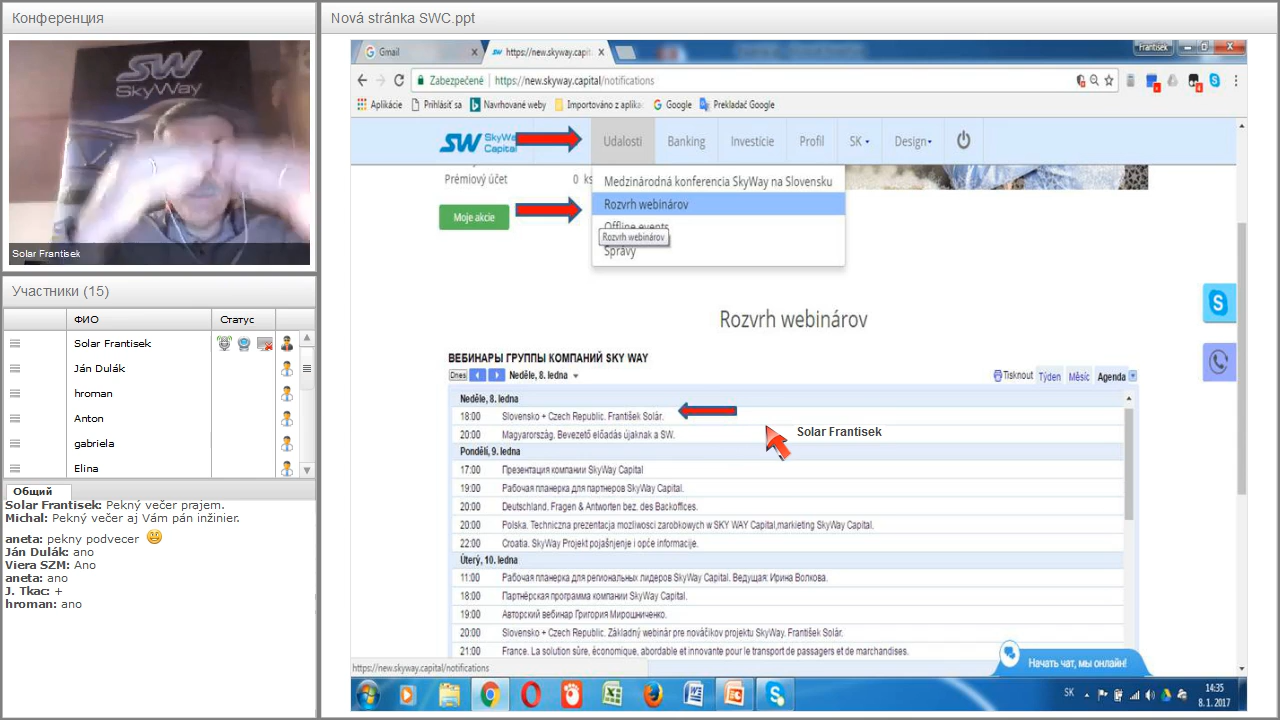 Конференция
SW
SkyWay
Solar Frantisek
Участники (15)
ФИО Статус
Solar Frantisek
Ján Dulák
hroman
Anton
gabriela
Elina
Общий
Solar Frantisek: Pekný večer prajem.
Michal: Pekný večer aj Vám pán inžinier.
aneta: pekny podvecer
Ján Dulák: ano
Viera SZM: Ano
aneta: ano
J. Tkac: +
hroman: ano
Nová stránka SWC.ppt
Gmail https://new.skyway.capit Frantisek
Zabezpečené https://new.skyway.capital/notifications
Aplikácie Prihlásiť sa Navrhované weby Importováno z aplika Google Prekladač Google
SW SkyWa Capital Udalosti Banking Investície Profil SK Design
Prémiový účet 0 ks
Moje akcie
Medzinárodná konferencia SkyWay na Slovensku
Rozvrh webinárov
Offline events
Rozvrh webinárov
Správy
Rozvrh webinárov
ВЕБИНАРЫ ГРУППЫ КОМПАНИЙ SKY WAY
Dnes Neděle, 8. ledna Tisknout Týden Měsíc Agenda
Neděle, 8. ledna
18:00 Slovensko + Czech Republic. František Solár.
20:00 Magyarország. Bevezető előadás újaknak a SW.
Solar Frantisek
Pondělí, 9. ledna
17:00 Презентация компании SkyWay Capital
19:00 Рабочая планерка для партнеров SkyWay Capital.
20:00 Deutschland. Fragen & Antworten bez. des Backoffices.
20:00 Polska. Techniczna prezentacja mozliwosci zarobkowych w SKY WAY Capital,marketing SkyWay Capital.
22:00 Croatia. SkyWay Projekt pojašnjenje i opće informacije.
Úterý, 10. ledna
11:00 Рабочая планерка для региональных лидеров SkyWay Capital. Ведущая: Ирина Волкова.
18:00 Партнёрская программа компании SkyWay Capital.
19:00 Авторский вебинар Григория Мирошниченко.
20:00 Slovensko + Czech Republic. Základný webinár pre nováčikov projektu SkyWay. František Solár.
21:00 France. La solution sûre, économique, abordable et innovante pour le transport de passagers et de marchandises.
Начать чат, мы онлайн!
https://new.skyway.capital/notifications
SK 14:35
8. 1. 2017